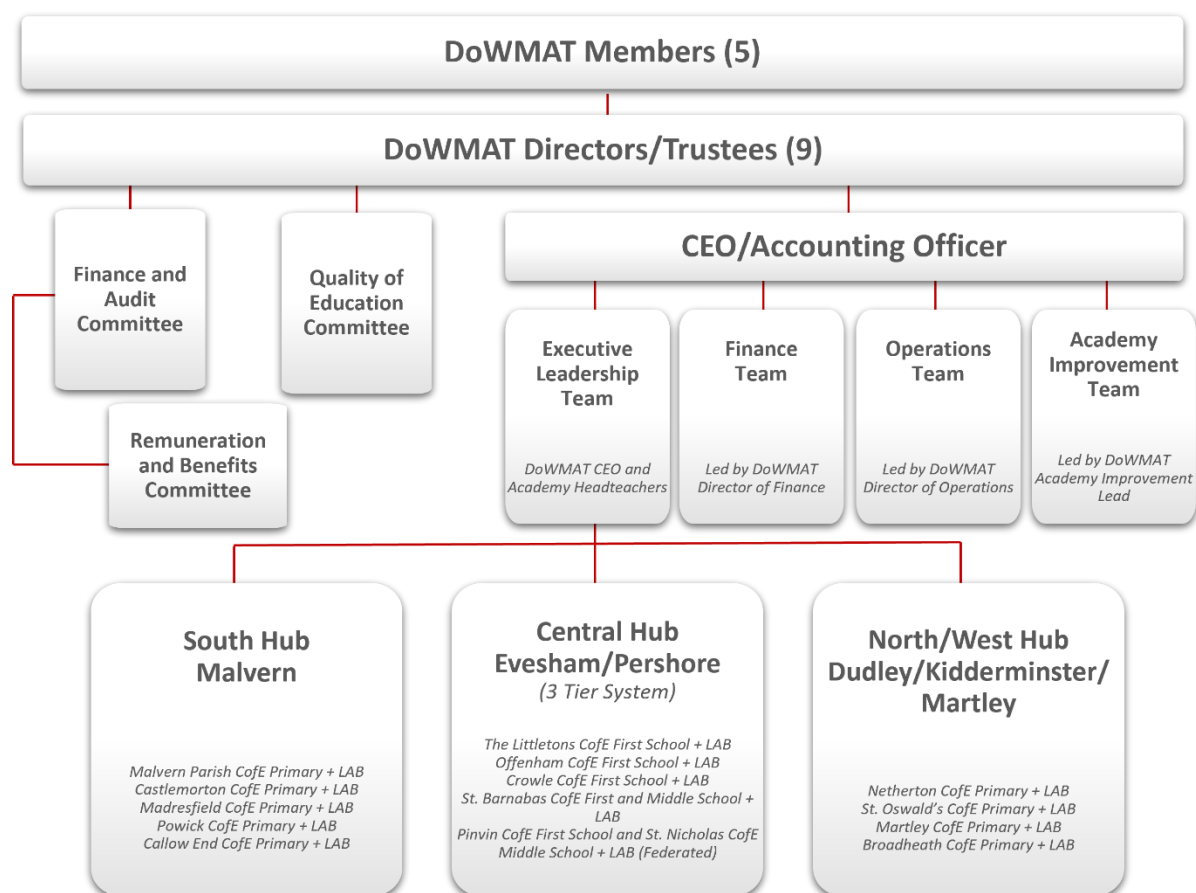 DoWMAT Members (5)
DoWMAT Directors/Trustees (9)
Finance and
Audit
Committee
Quality of
Education
Committee
Remuneration
and Benefits
Committee
CEO/Accounting Officer
Executive
Leadership
Team
DoWMAT CEO and
Academy Headteachers
Finance
Team
Led by DoWMAT
Director of Finance
Operations
Team
Led by DoWMAT
Director of Operations
Academy
Improvement
Team
Led by DoWMAT
Academy Improvement
Lead
South Hub
Malvern
Malvern Parish CofE Primary + LAB
Castlemorton CofE Primary + LAB
Madresfield CofE Primary + LAB
Powick CofE Primary + LAB
Callow End CofE Primary + LAB
Central Hub
Evesham/Pershore
(3 Tier System)
The Littletons CofE First School + LAB
Offenham CofE First School + LAB
Crowle CofE First School + LAB
St. Barnabas CofE First and Middle School +
LAB
Pinvin CofE First School and St. Nicholas CofE
Middle School + LAB (Federated)
North/West Hub
Dudley/Kidderminster/
Martley
Netherton CofE Primary + LAB
St. Oswald's CofE Primary + LAB
Martley CofE Primary + LAB
Broadheath CofE Primary + LAB